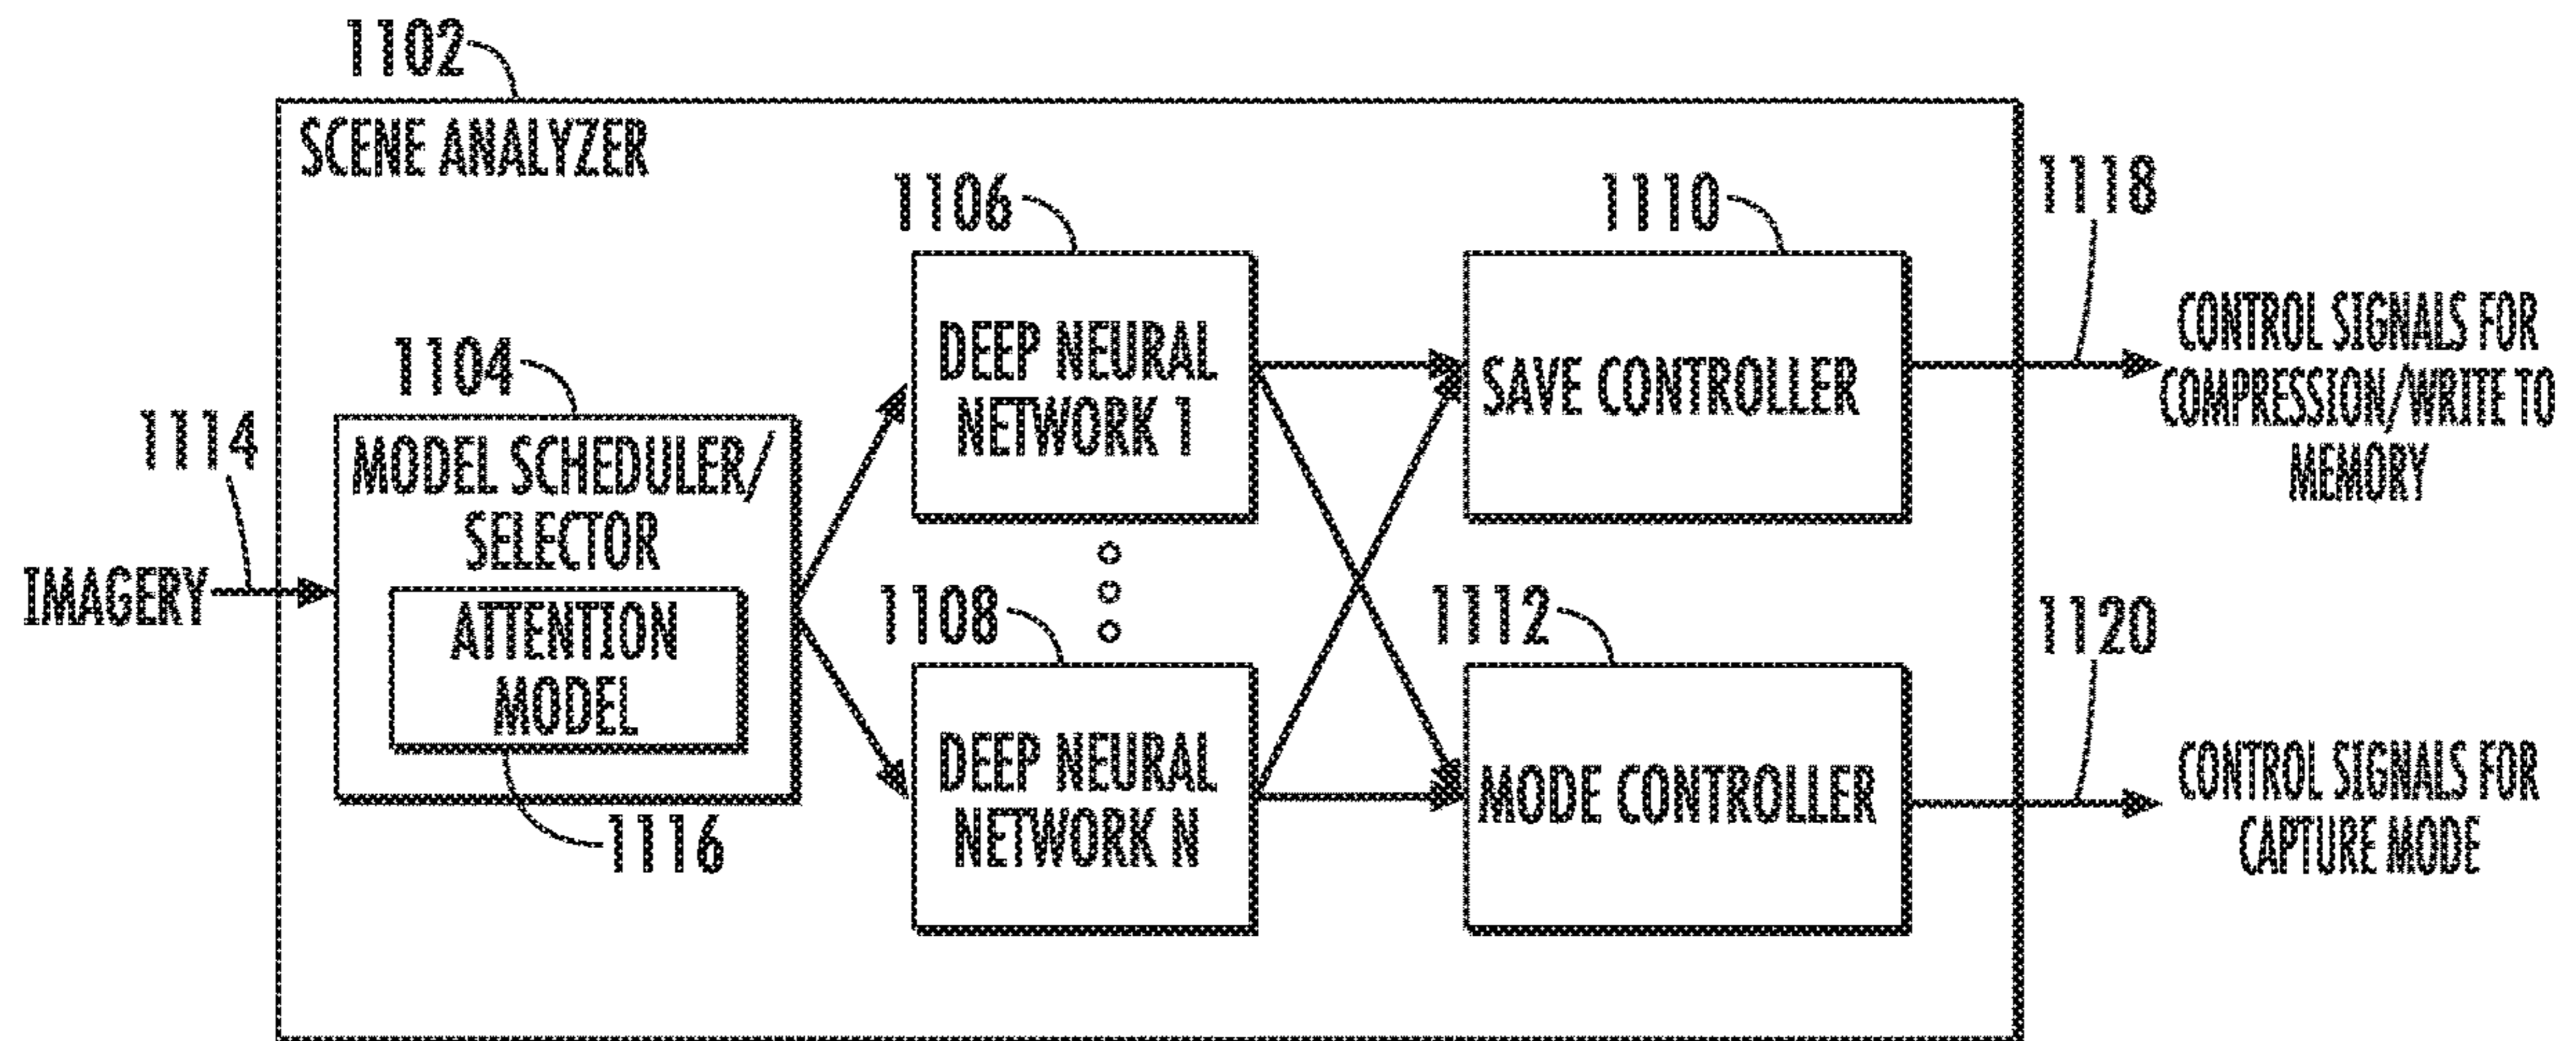 1102
SCENE ANALYZER
1106
1110
1118
1104
1114
MODEL SCHEDULER/
SELECTOR
ATTENTION
MODEL
1116
IMAGERY
DEEP NEURAL
NETWORK 1
1108
DEEP NEURAL
NETWORK N
SAVE CONTROLLER
1112
MODE CONTROLLER
CONTROL SIGNALS FOR
COMPRESSION/WRITE TO
MEMORY
1120
CONTROL SIGNALS FOR
CAPTURE MODE